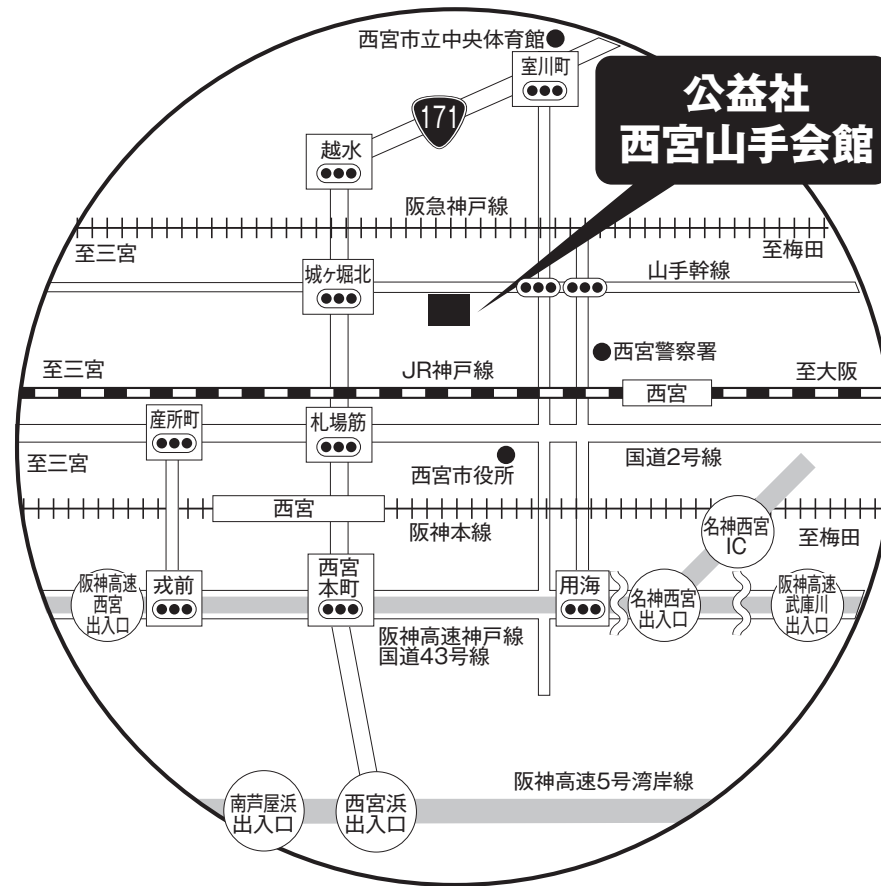 西宮市立中央体育館
室川町
公益社
西宮山手会館
171
越水
阪急神戸線
至三宮
至梅田
城ヶ堀北
山手幹線
西宮警察署
至三宮
JR神戸線
至大阪
西宮
産所町
札場筋
至三宮
西宮市役所
国道2号線
西宮
阪神本線
名神西宮
IC
至梅田
阪神高速
西宮
出入口
戎前
西宮
本町
用海
名神西宮
出入口
阪神高速
武庫川
出入口
阪神高速神戸線
国道43号線
阪神高速5号湾岸線
南芦屋浜
出入口
西宮浜
出入口